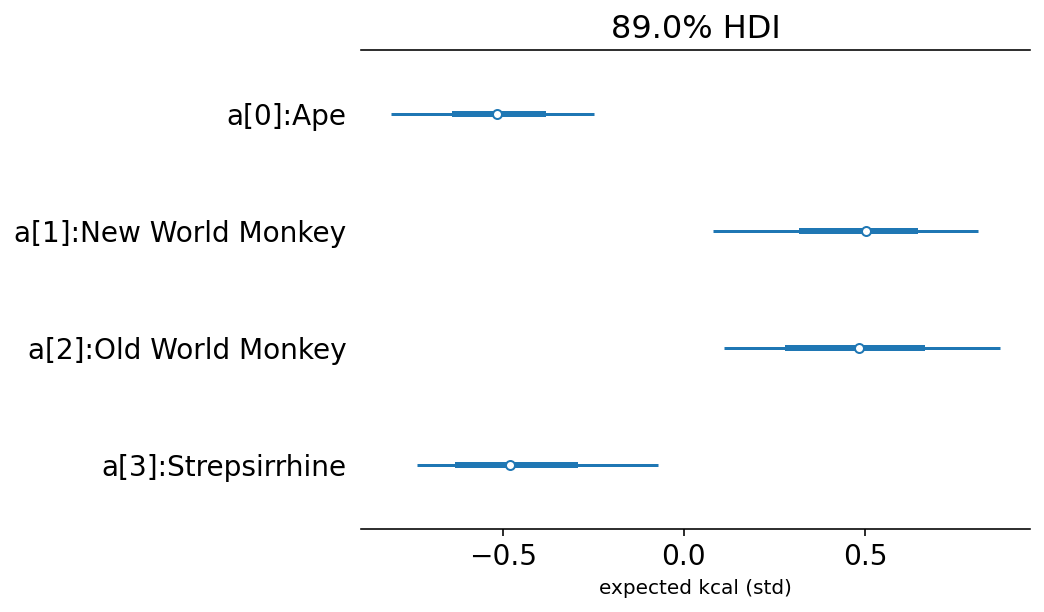 89.0% HDI
a[0]:Ape
a[1]:New World Monkey
a[2]:Old World Monkey
a[3]:Strepsirrhine
−0.5 0.0 0.5
expected kcal (std)